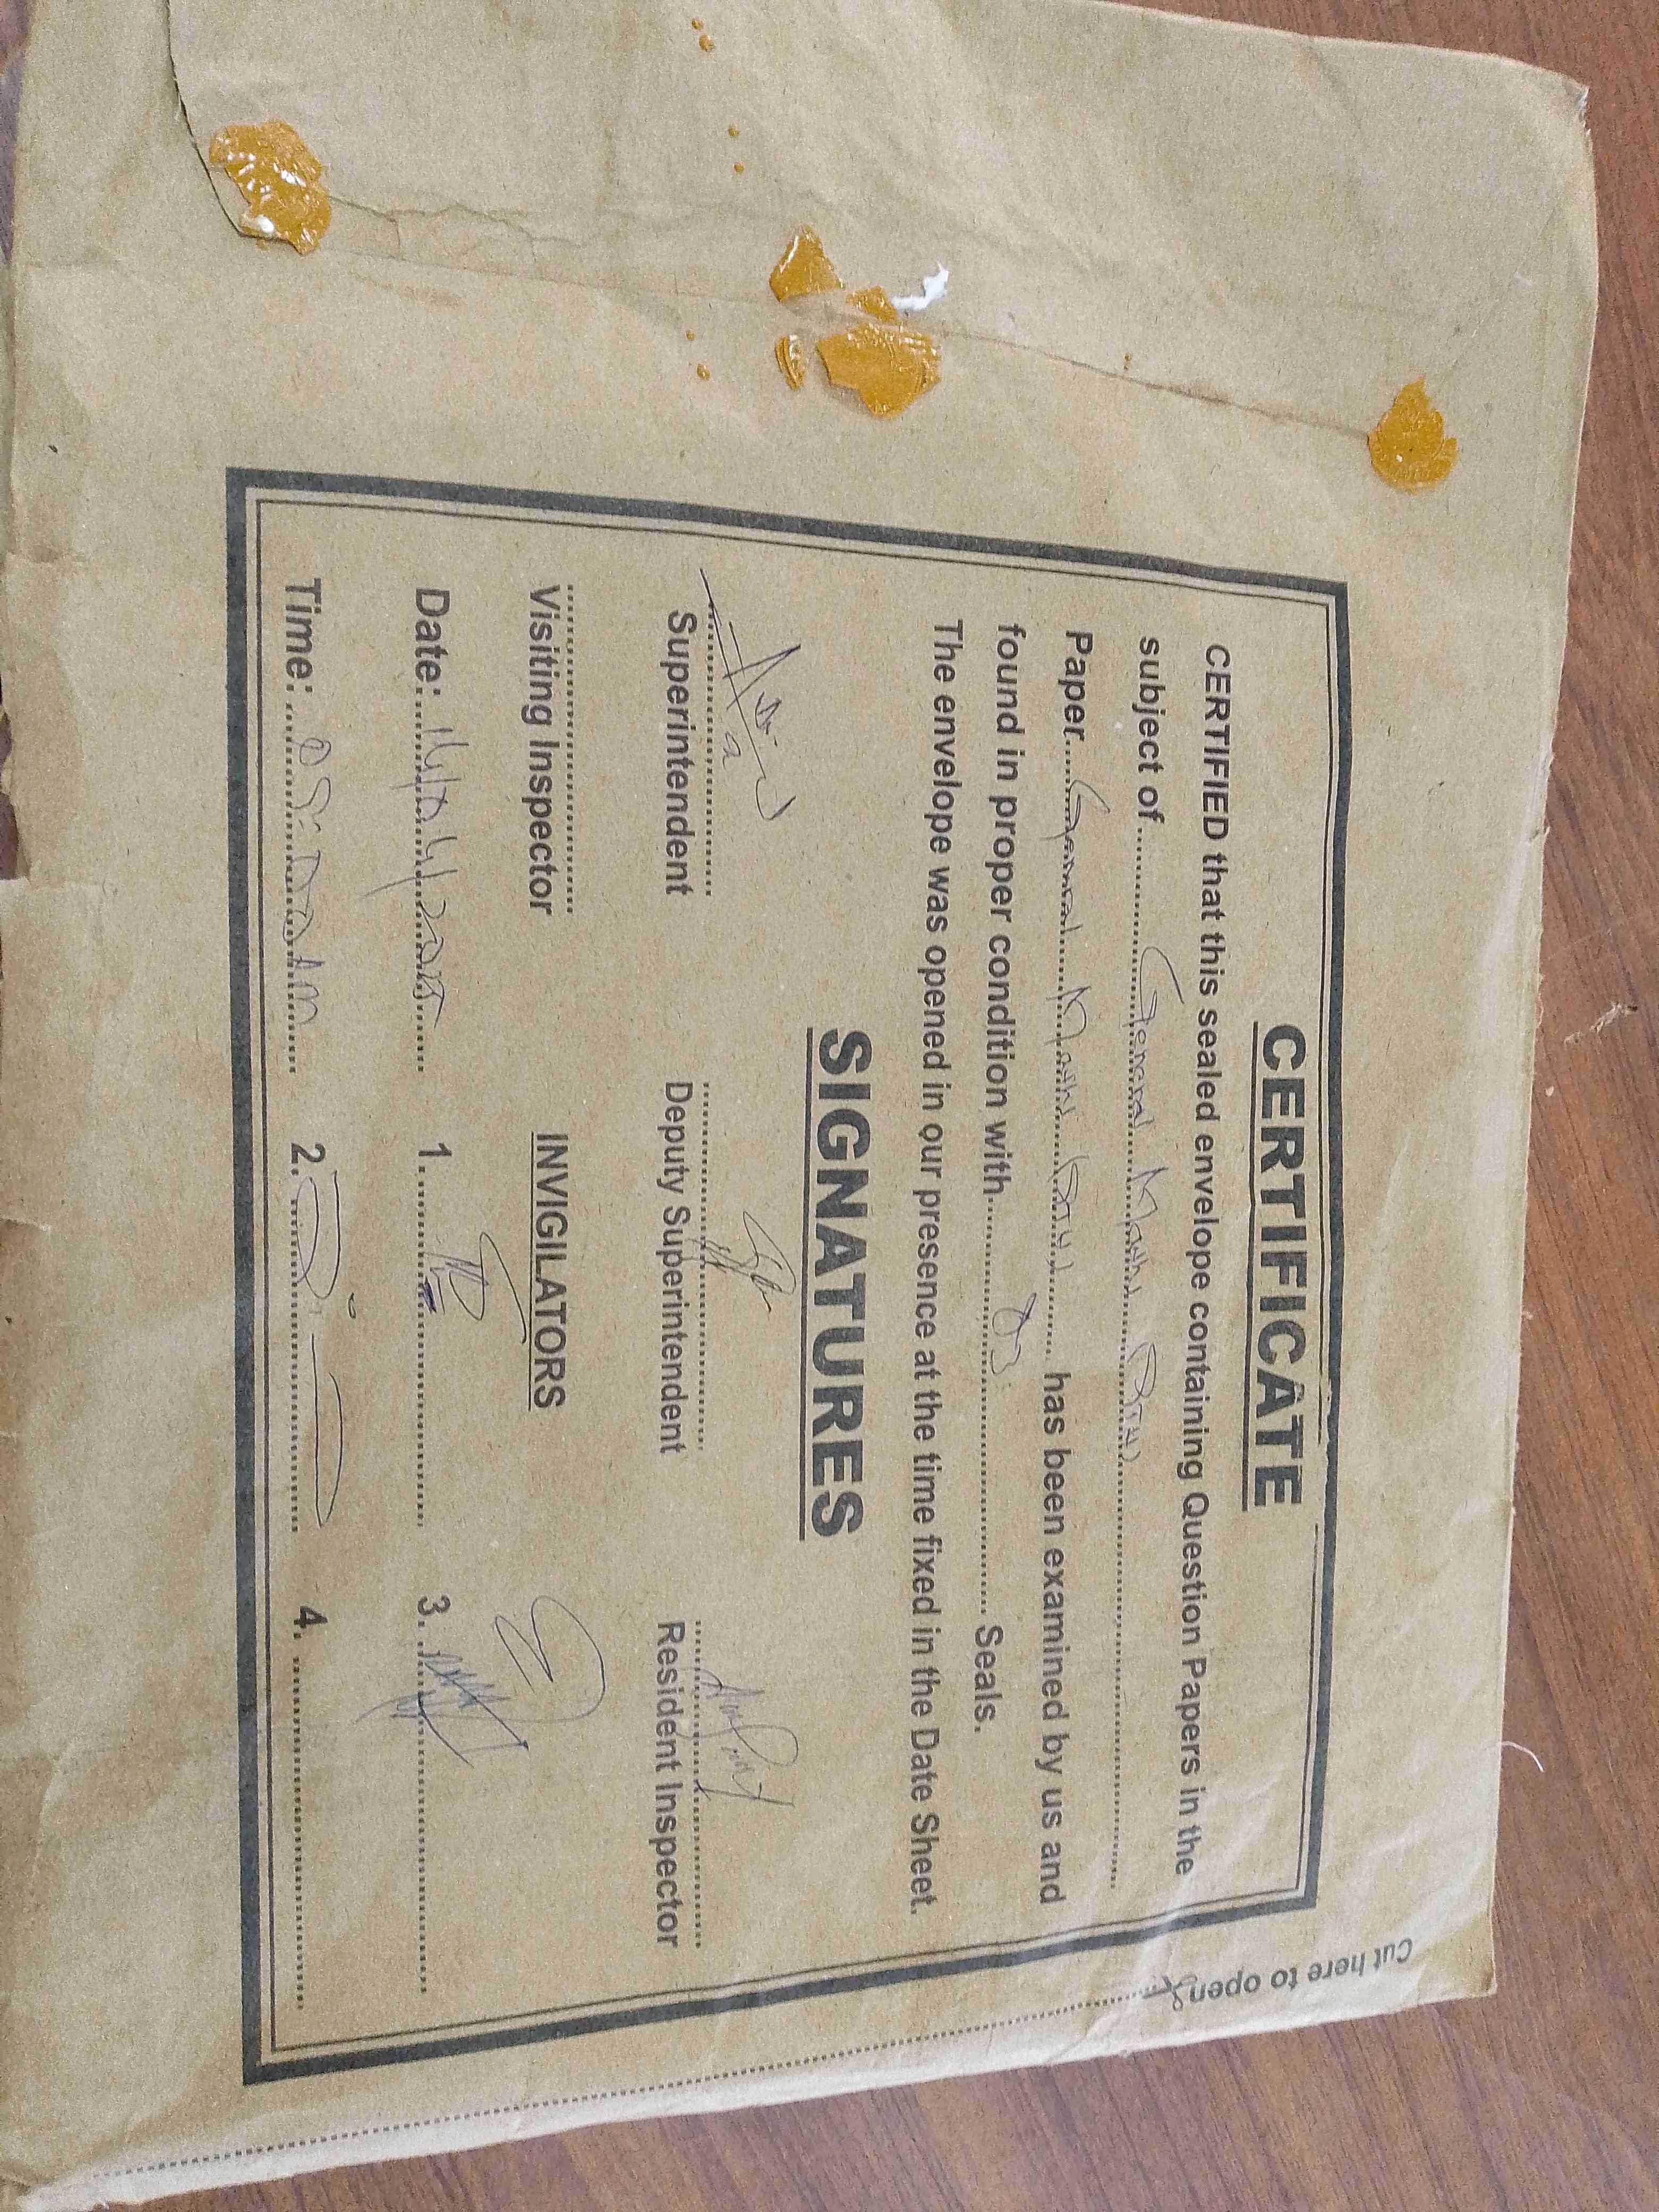 CERTIFICATE
CERTIFIED that this sealed envelope containing Question Papers in the
subject of General Math
Paper General Math has been examined by us and
found in proper condition with 03 Seals.
The envelope was opened in our presence at the time fixed in the Date Sheet.
SIGNATURES
Superintendent Deputy Superintendent Resident Inspector
Visiting Inspector INVIGILATORS
Date: 1. 3.
Time: 2. 4.
Cut here to open